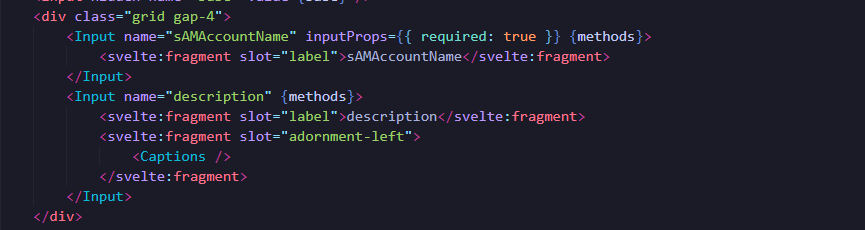 <div class="grid gap-4">
<Input name="sAMAccountName" inputProps={{ required: true }} {methods}>
<svelte:fragment slot="label">sAMAccountName</svelte:fragment>
</Input>
<Input name="description" {methods}>
<svelte:fragment slot="label">description</svelte:fragment>
<svelte:fragment slot="adornment-left">
<Captions />
</svelte:fragment>
</Input>
</div>